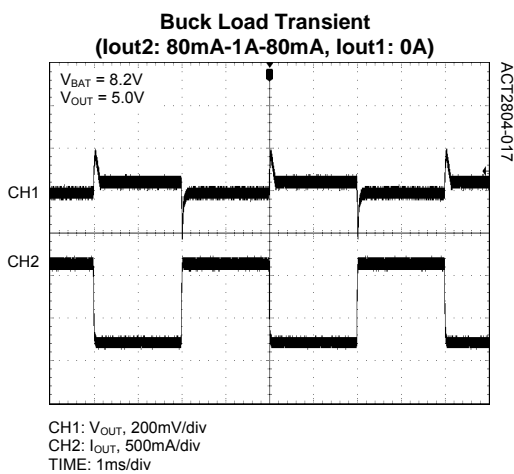 Buck Load Transient
(Iout2: 80mA-1A-80mA, Iout1: 0A)
VBAT = 8.2V
VOUT = 5.0V
ACT2804-017
CH1
CH2
CH1: VOUT, 200mV/div
CH2: IOUT, 500mA/div
TIME: 1ms/div